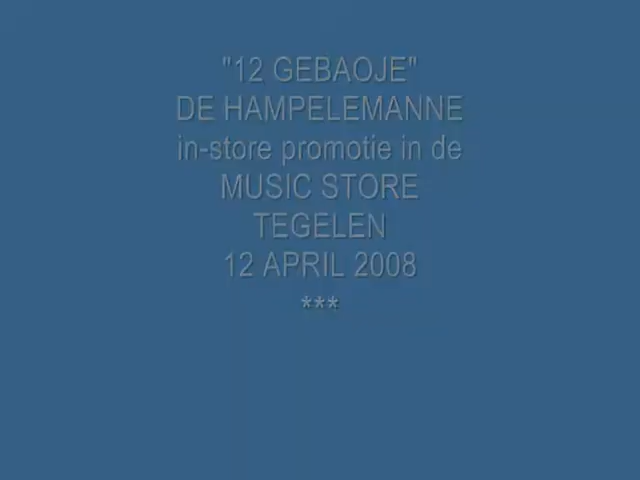 "12 GEBAOJE"
DE HAMPELEMANNE
in-store promotie in de
MUSIC STORE
TEGELEN
12 APRIL 2008
***